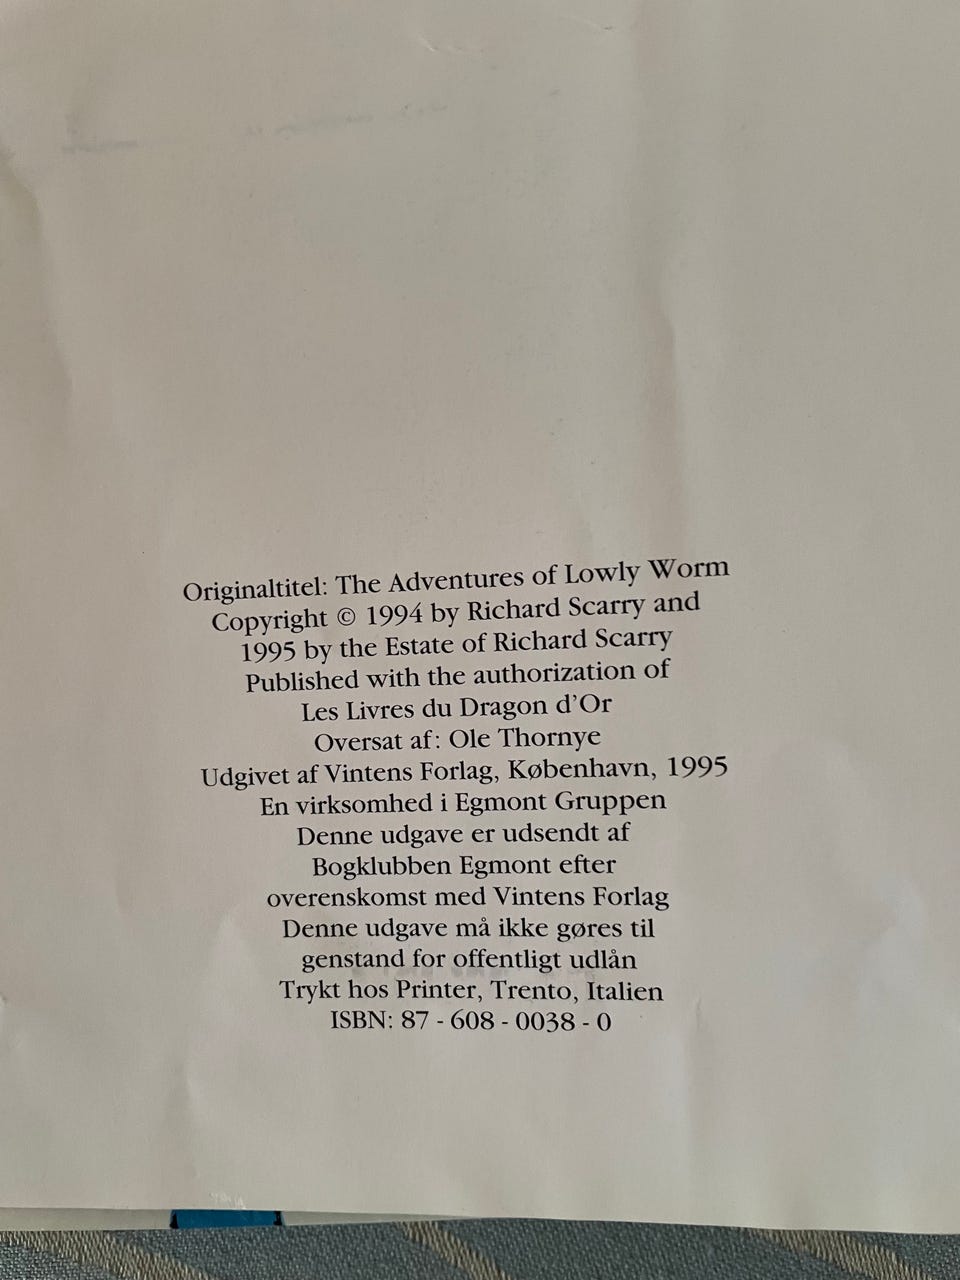 Originaltitel: The Adventures of Lowly Worm
Copyright © 1994 by Richard Scarry and
1995 by the Estate of Richard Scarry
Published with the authorization of
Les Livres du Dragon d'Or
Oversat af: Ole Thornye
Udgivet af Vintens Forlag, København, 1995
En virksomhed i Egmont Gruppen
Denne udgave er udsendt af
Bogklubben Egmont efter
overenskomst med Vintens Forlag
Denne udgave må ikke gøres til
genstand for offentligt udlån
Trykt hos Printer, Trento, Italien
ISBN: 87 - 608 - 0038 - 0